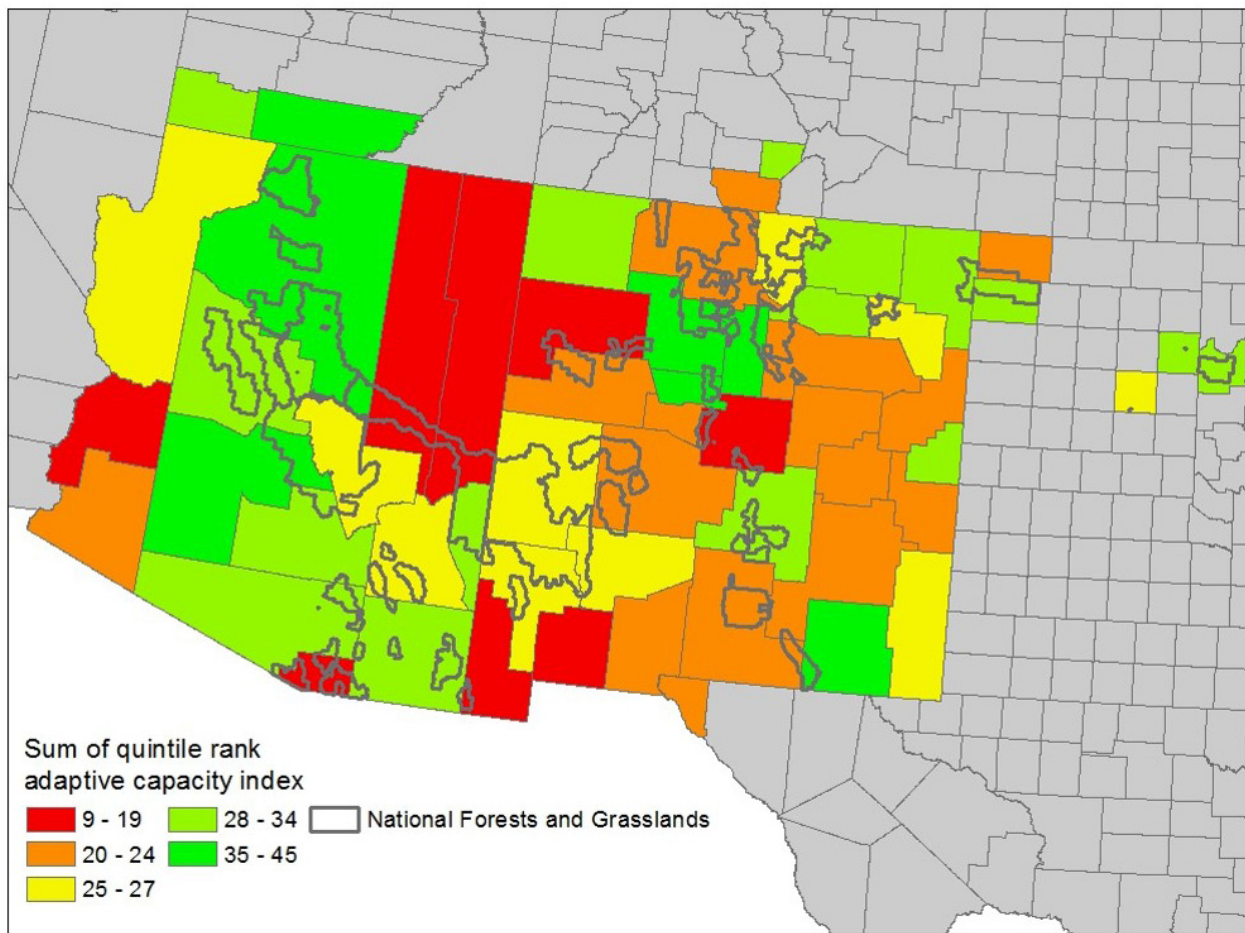 Sum of quintile rank
adaptive capacity index
9 - 19
28 - 34
National Forests and Grasslands
20 - 24
35 - 45
25 - 27